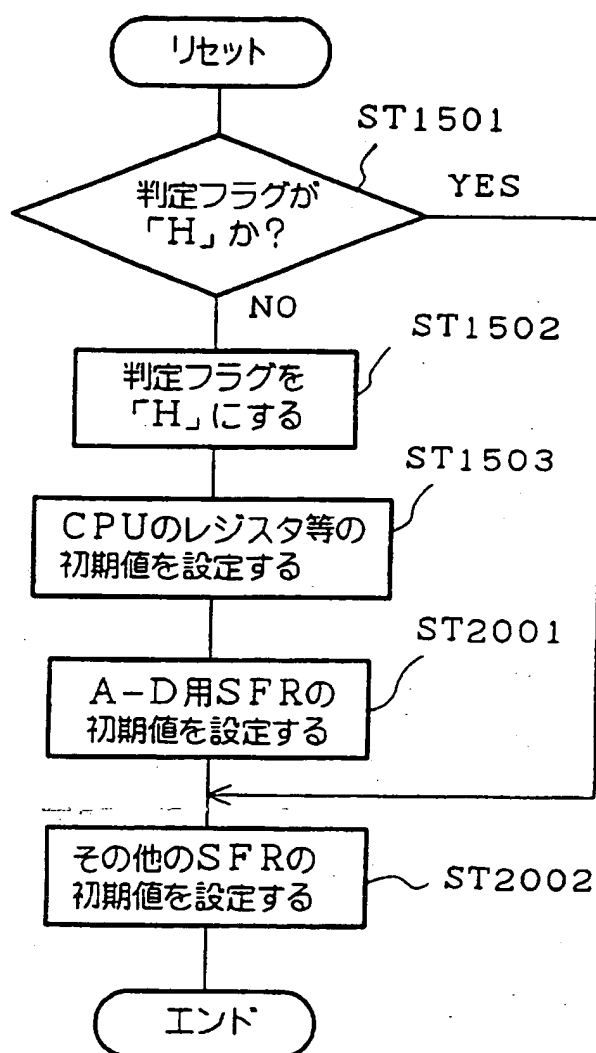 リセット
ST1501
判定フラグが
「H」か？
YES
NO
ST1502
判定フラグを
「H」にする
ST1503
CPUのレジスタ等の
初期値を設定する
ST2001
A-D用SFRの
初期値を設定する
その他のSFRの
初期値を設定する
ST2002
エンド